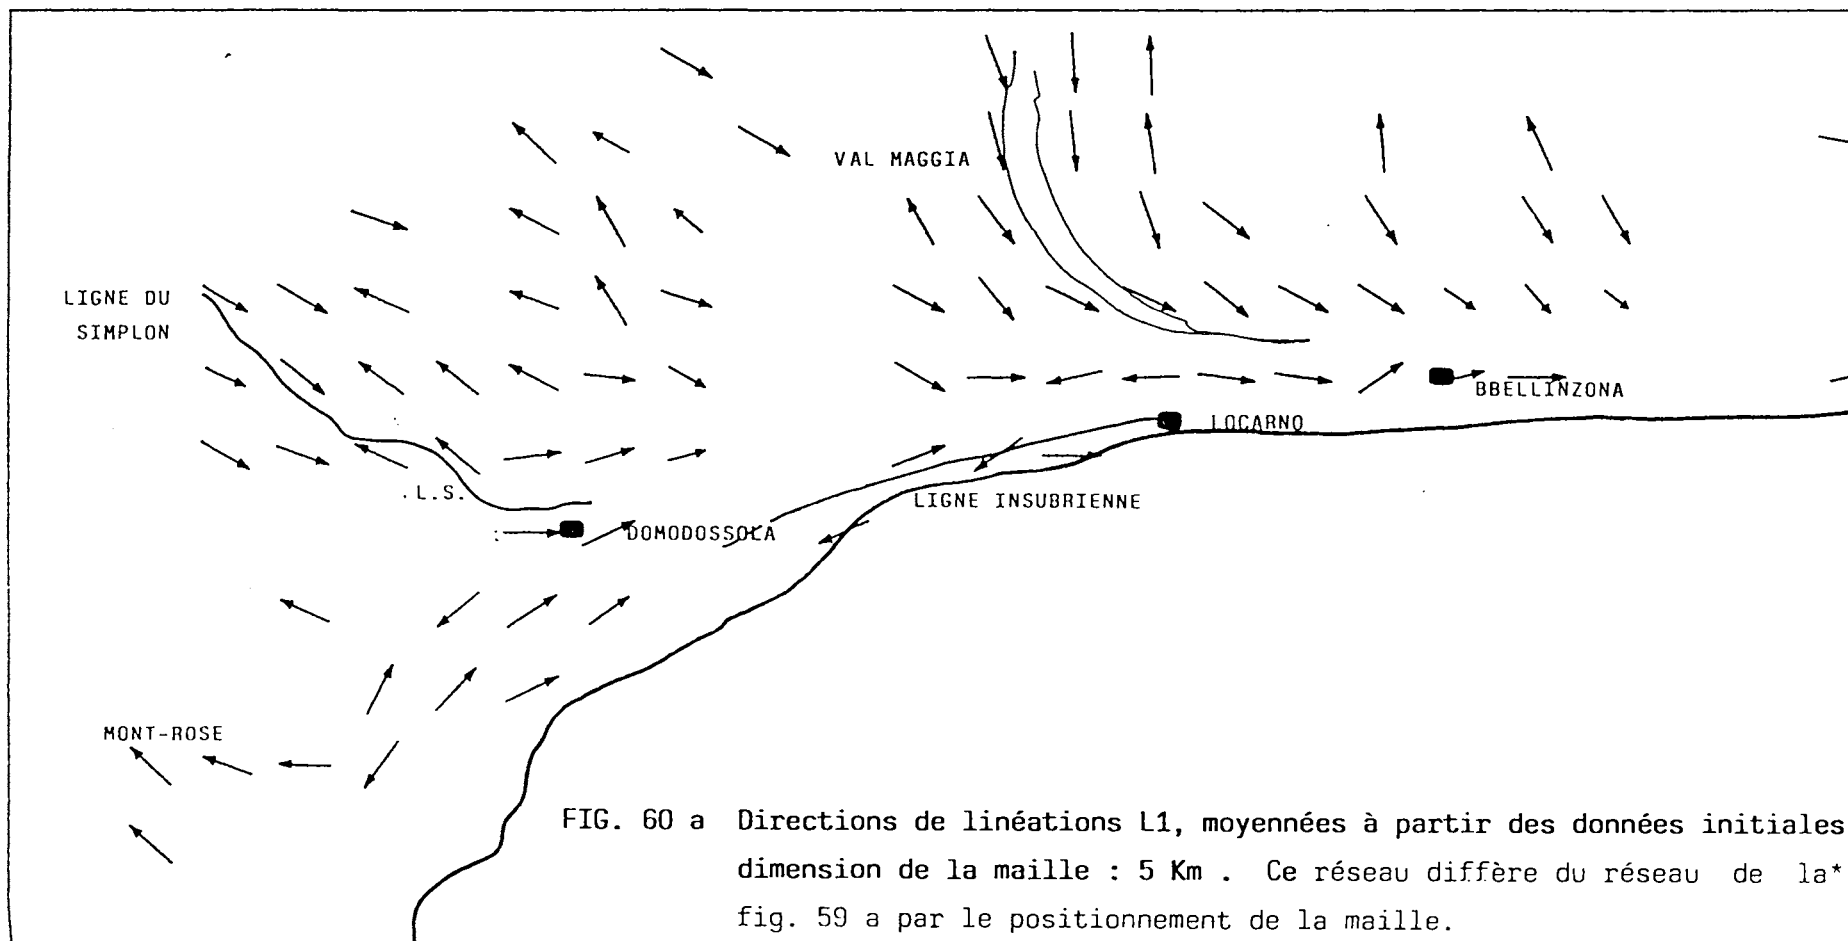 VAL MAGGIA
LIGNE DU
SIMPLON
BBELLINZONA
LOCARNO
.L.S.
LIGNE INSUBRIENNE
DOMODOSSOLA
MONT-ROSE
FIG. 60 a Directions de linéations L1, moyennées à partir des données initiales
dimension de la maille : 5 Km . Ce réseau diffère du réseau de la*
fig. 59 a par le positionnement de la maille.